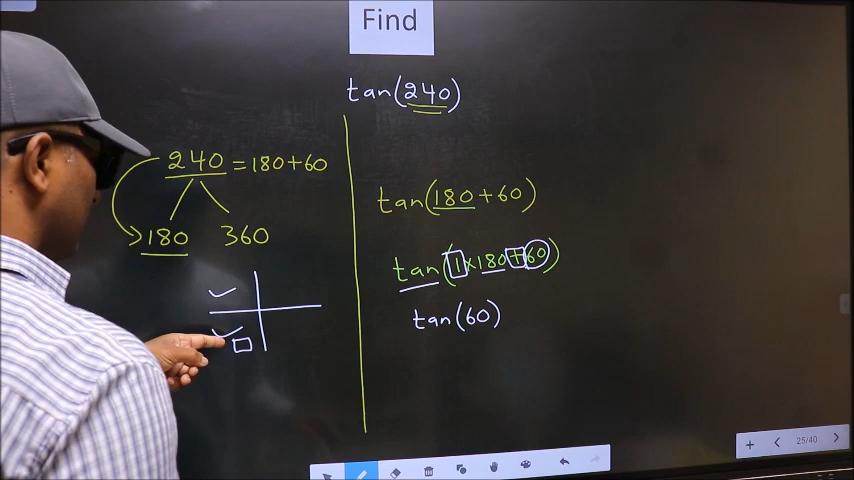 Find
tan(240)
240 = 180+60
180 360
tan(180+60)
tan(1×180+60)
tan(60)
25/40